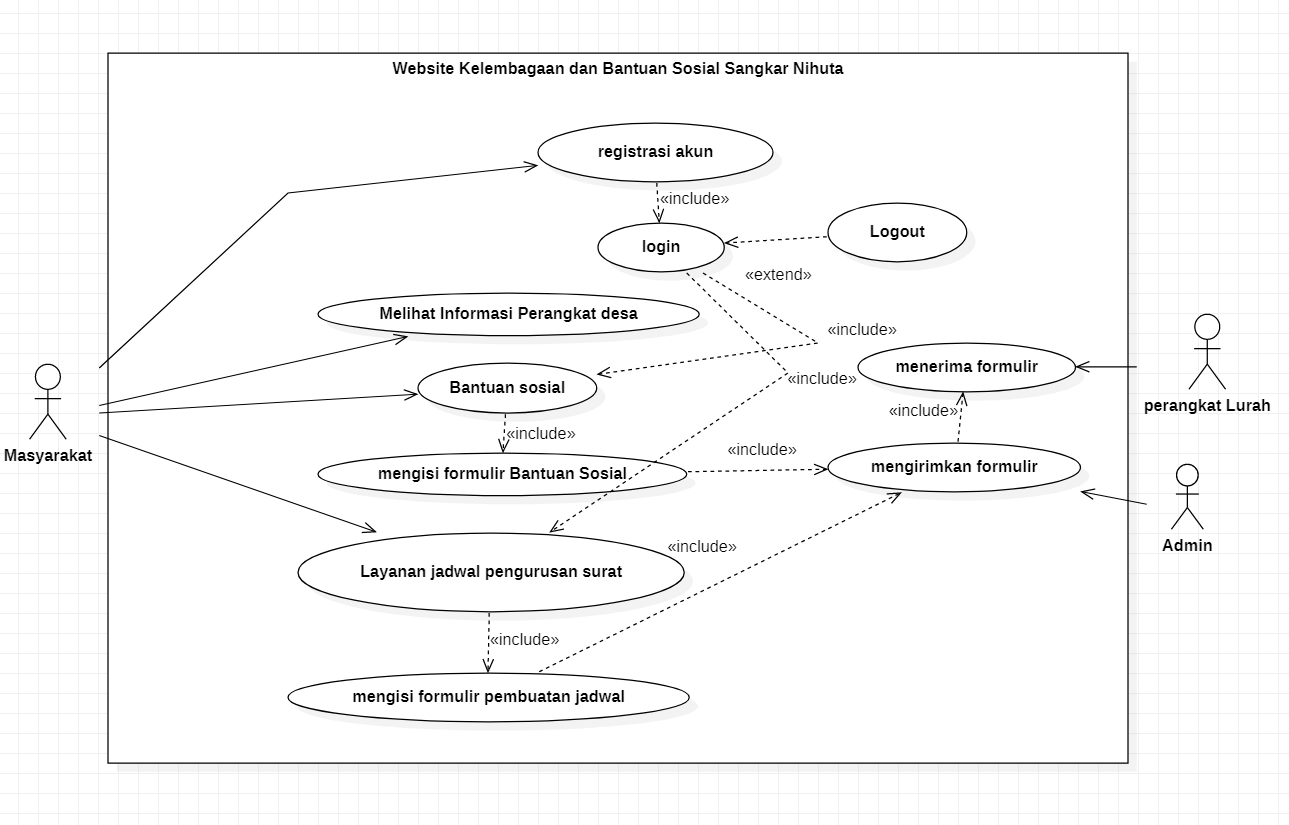 Website Kelembagaan dan Bantuan Sosial Sangkar Nihuta
registrasi akun
«include»
login
Logout
«extend»
Melihat Informasi Perangkat desa
«include»
menerima formulir
«include»
Bantuan sosial
perangkat Lurah
«include»
«include»
Masyarakat
«include»
mengirimkan formulir
mengisi formulir Bantuan Sosial
Admin
«include»
Layanan jadwal pengurusan surat
«include»
mengisi formulir pembuatan jadwal